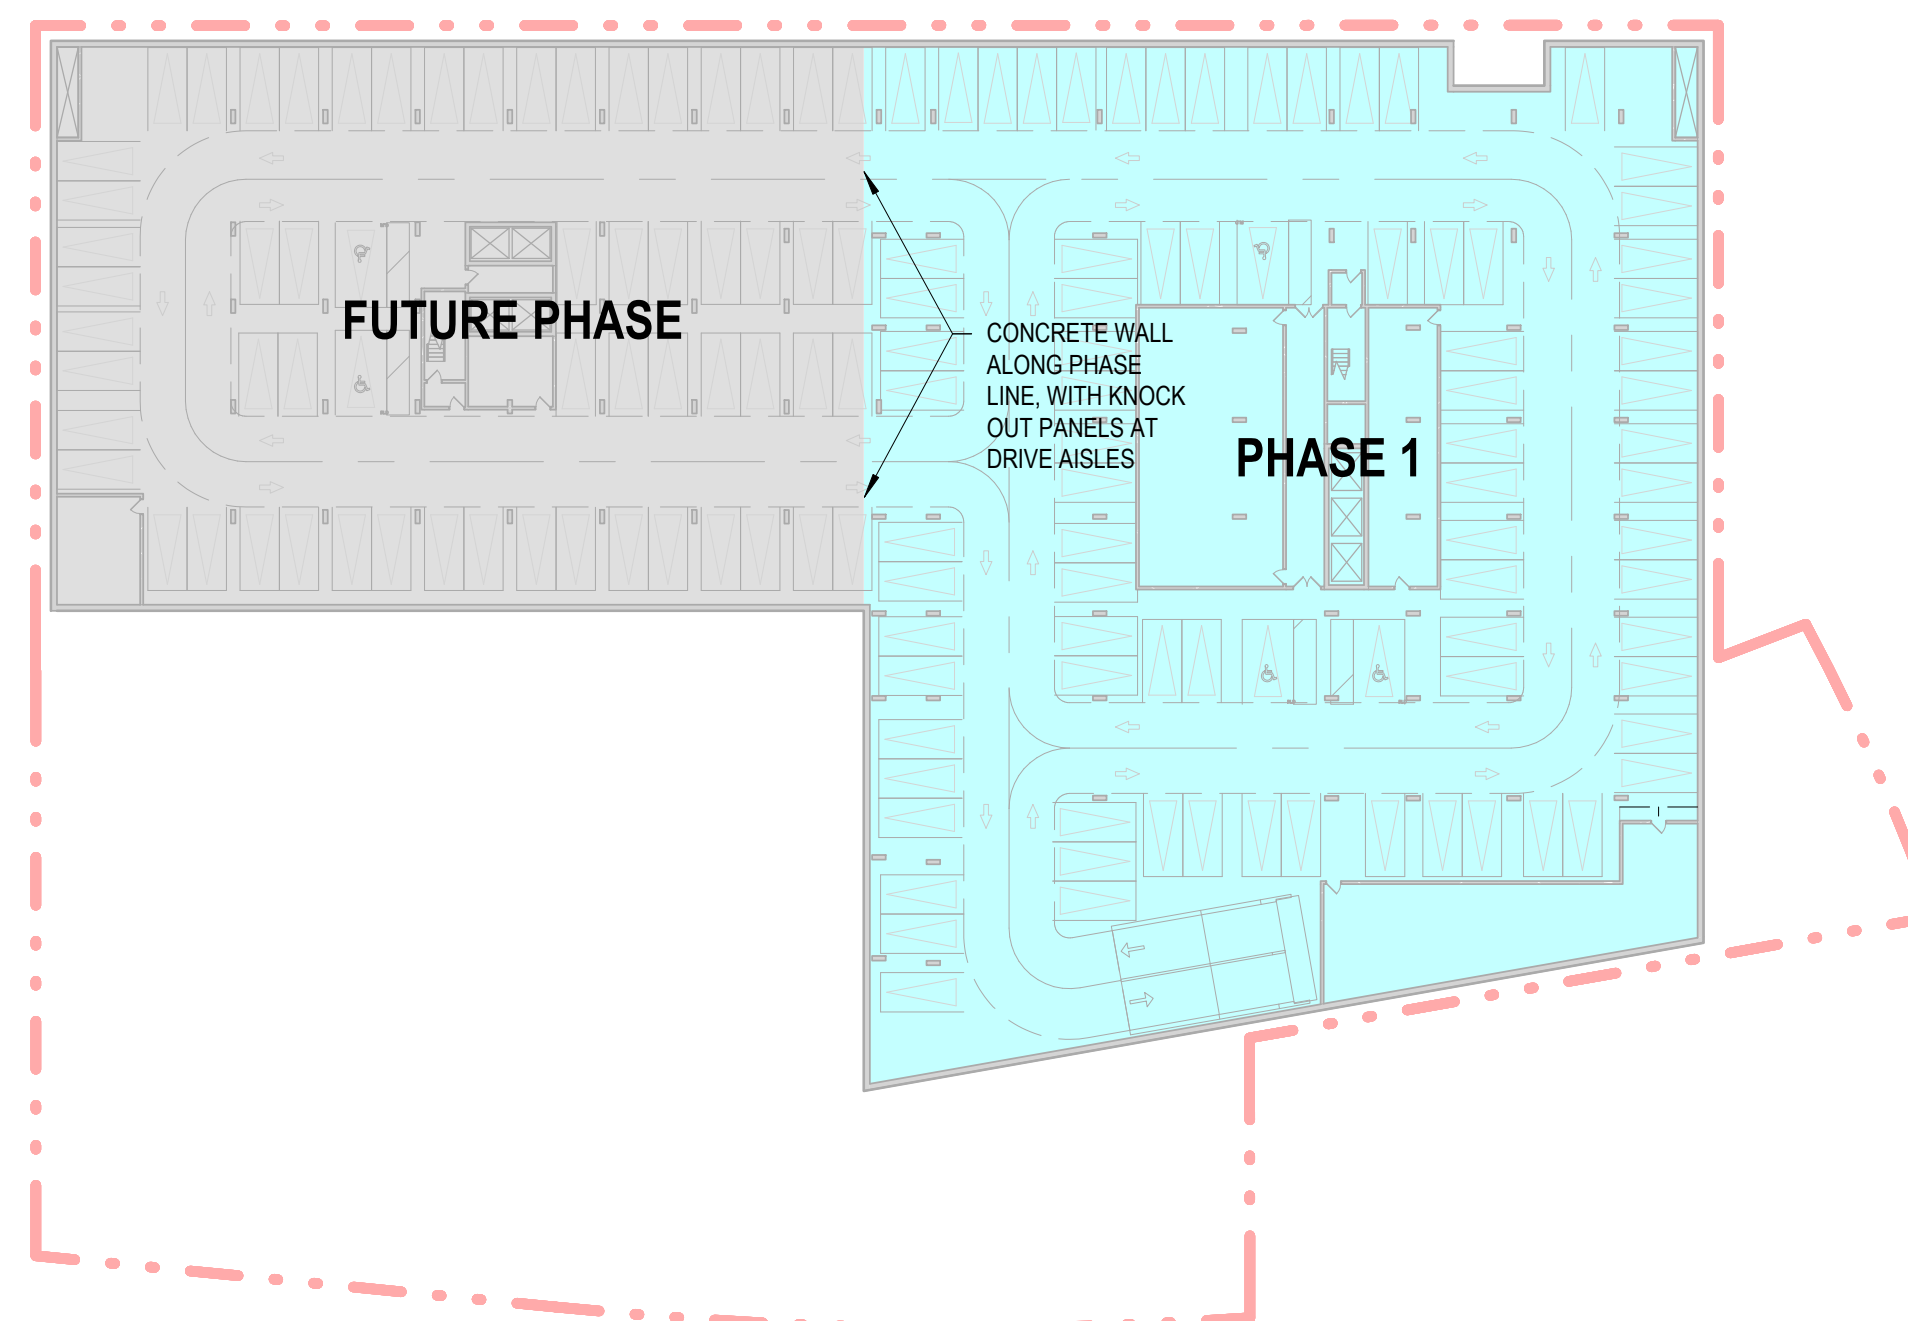 FUTURE PHASE
CONCRETE WALL
ALONG PHASE
LINE, WITH KNOCK
OUT PANELS AT
DRIVE AISLES
PHASE 1